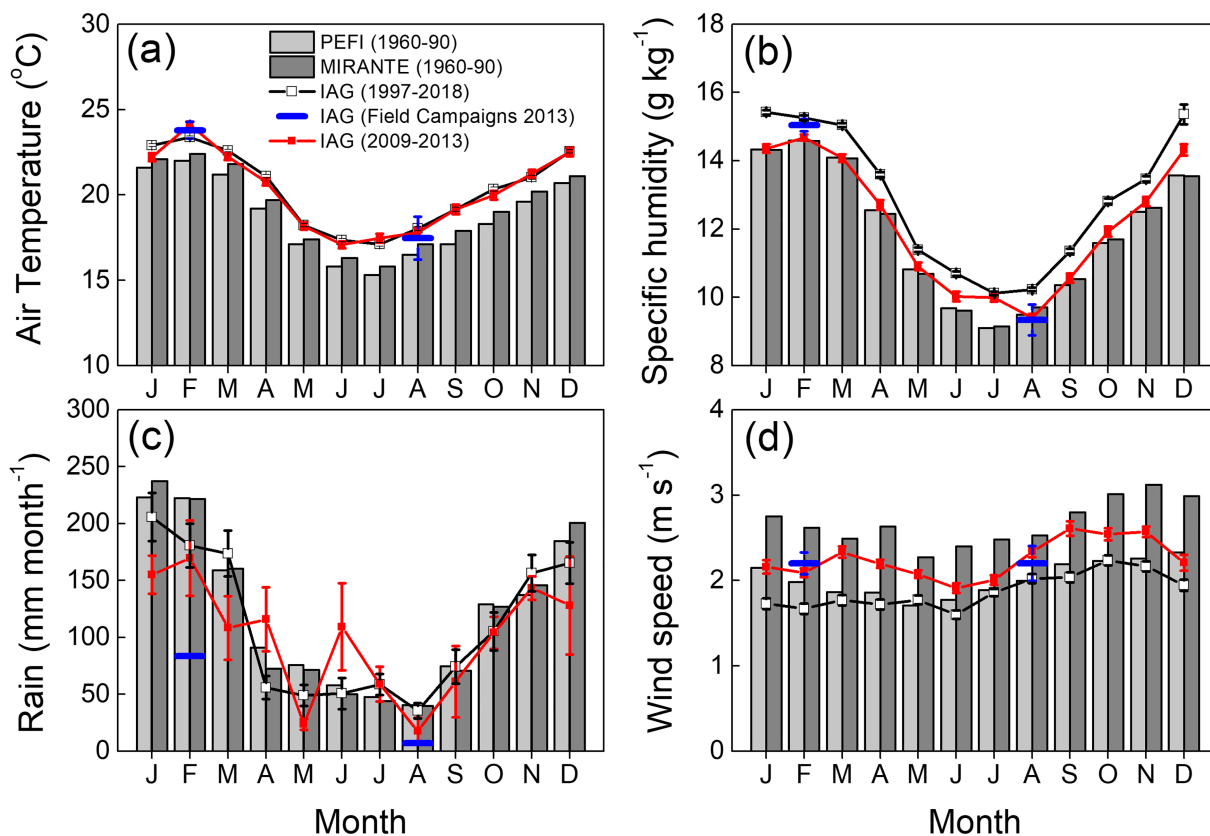 (a)
PEFI (1960-90)
MIRANTE (1960-90)
IAG (1997-2018)
IAG (Field Campaigns 2013)
IAG (2009-2013)
Air Temperature (°C)
30
25
20
15
10
J F M A M J J A S O N D
(b)
Specific humidity (g kg⁻¹)
18
16
14
12
10
8
J F M A M J J A S O N D
(c)
Rain (mm month⁻¹)
300
250
200
150
100
50
0
J F M A M J J A S O N D
Month
(d)
Wind speed (m s⁻¹)
4
3
2
1
0
J F M A M J J A S O N D
Month